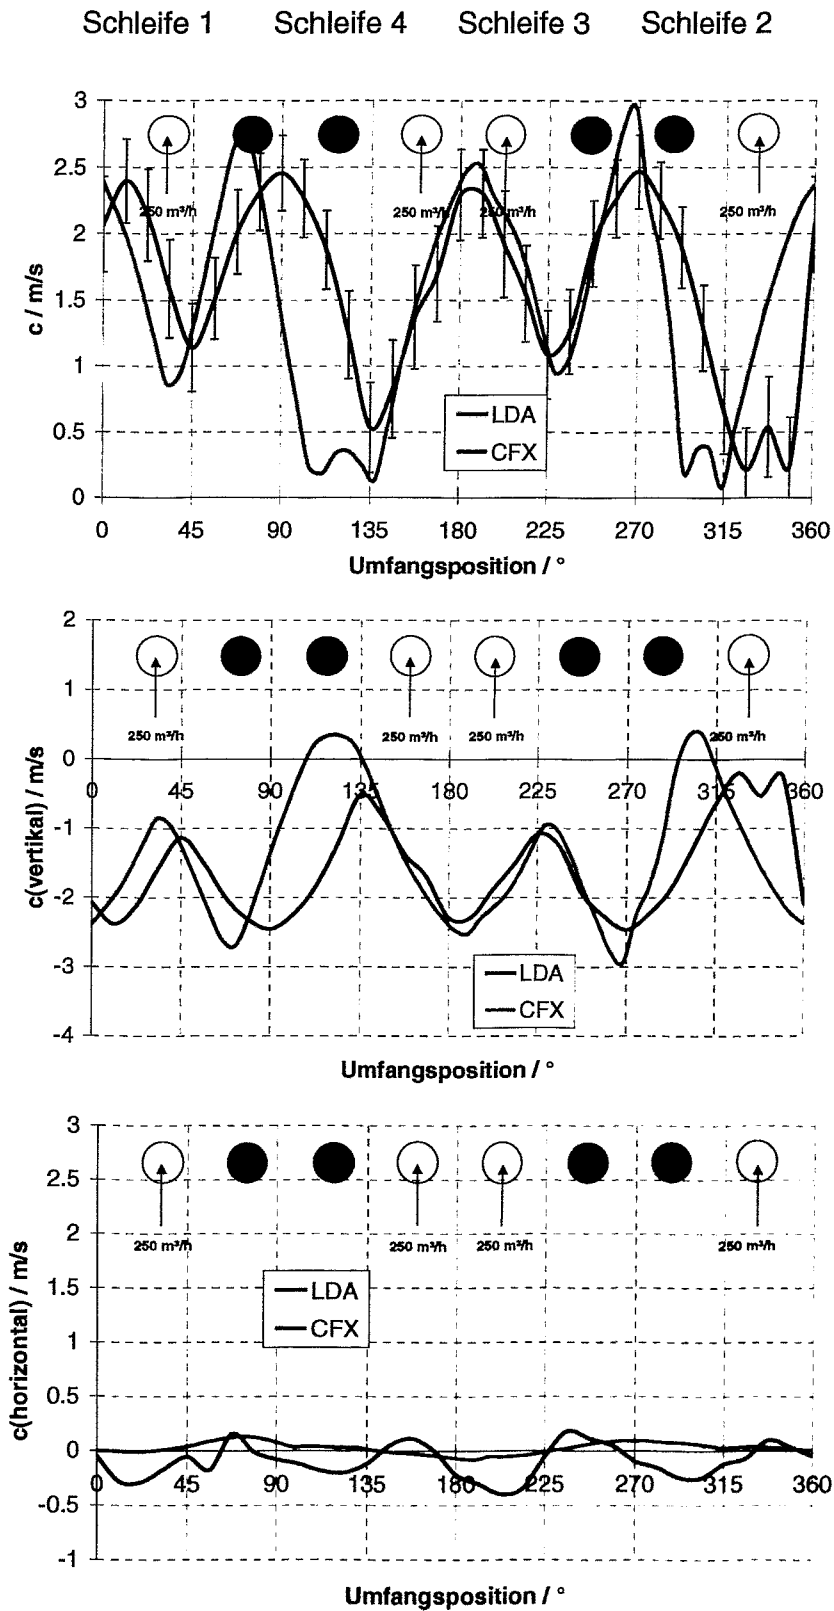 Schleife 1 Schleife 4 Schleife 3 Schleife 2
3
2.5
250 m³/h 250 m³/h 250 m³/h 250 m³/h
2
c / m/s
1.5
1
LDA
0.5
CFX
0
0 45 90 135 180 225 270 315 360
Umfangsposition / °
2
1
250 m³/h 250 m³/h 250 m³/h 250 m³/h
0
0 45 90 135 180 225 270 315 360
c(vertikal) / m/s
-1
-2
-3
LDA
CFX
-4
Umfangsposition / °
3
2.5
2
250 m³/h 250 m³/h 250 m³/h 250 m³/h
c(horizontal) / m/s
1.5
LDA
CFX
1
0.5
0
0 45 90 135 180 225 270 315 360
-0.5
-1
Umfangsposition / °